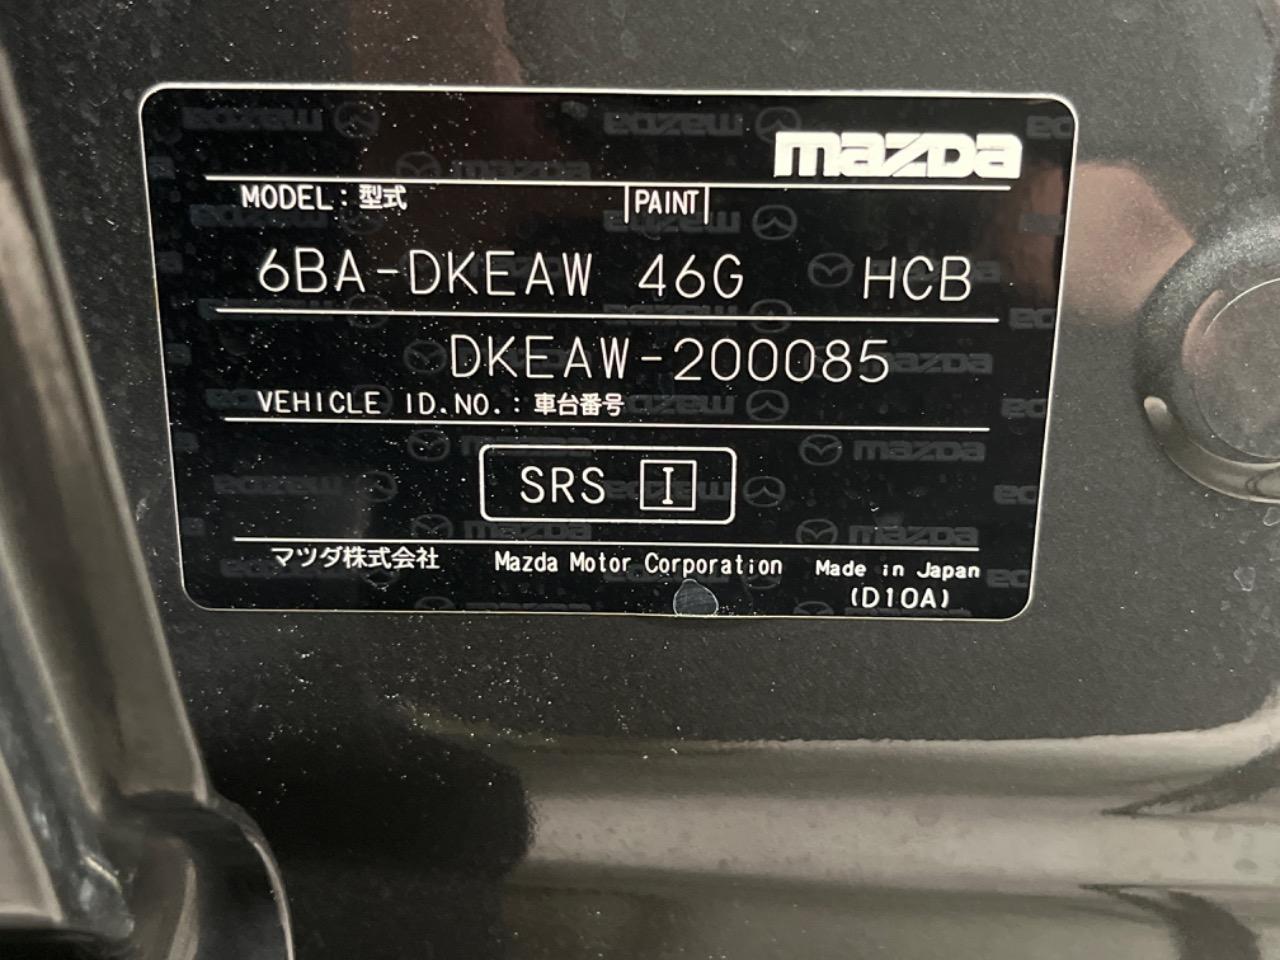 mazda
MODEL:型式 PAINT
6BA-DKEAW 46G HCB
DKEAW-200085
VEHICLE ID.NO.:車台番号
SRS I
マツダ株式会社 Mazda Motor Corporation Made in Japan
(D10A)